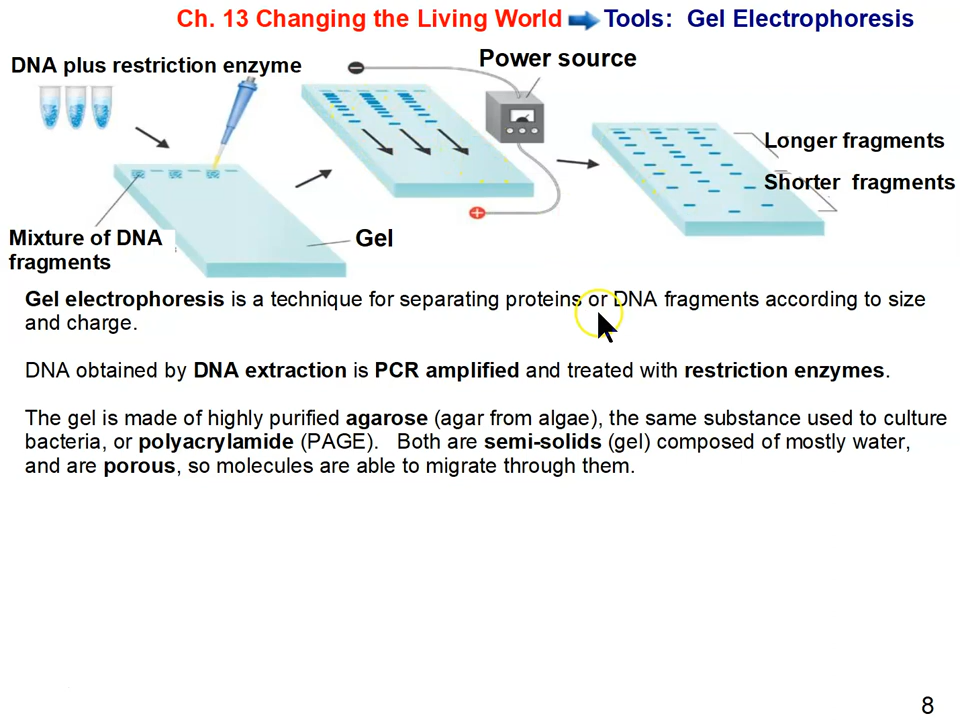 Ch. 13 Changing the Living World Tools: Gel Electrophoresis
DNA plus restriction enzyme
Power source
Longer fragments
Shorter fragments
Mixture of DNA
fragments
Gel
Gel electrophoresis is a technique for separating proteins or DNA fragments according to size
and charge.
DNA obtained by DNA extraction is PCR amplified and treated with restriction enzymes.
The gel is made of highly purified agarose (agar from algae), the same substance used to culture
bacteria, or polyacrylamide (PAGE). Both are semi-solids (gel) composed of mostly water,
and are porous, so molecules are able to migrate through them.
8